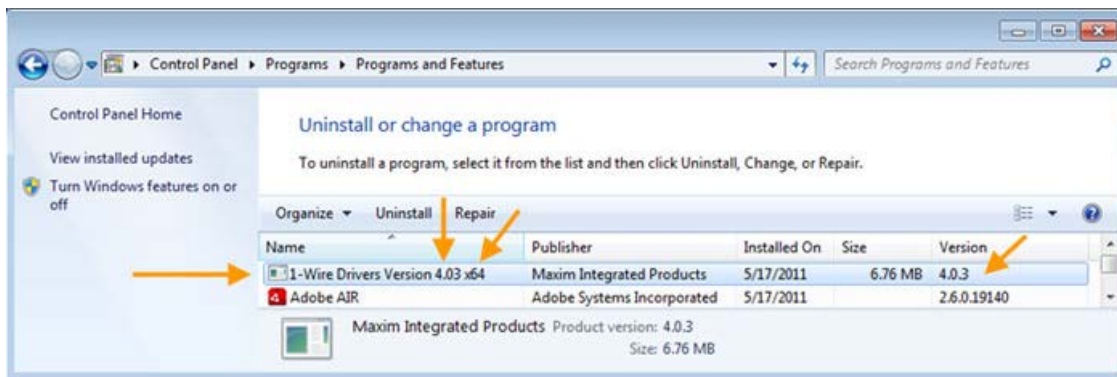 Control Panel Programs Programs and Features Search Programs and Features
Control Panel Home
Uninstall or change a program
View installed updates
To uninstall a program, select it from the list and then click Uninstall, Change, or Repair.
Turn Windows features on or
off
Organize Uninstall Repair
Name Publisher Installed On Size Version
1-Wire Drivers Version 4.03 x64 Maxim Integrated Products 5/17/2011 6.76 MB 4.0.3
Adobe AIR Adobe Systems Incorporated 5/17/2011 2.6.0.19140
Maxim Integrated Products Product version: 4.0.3
Size: 6.76 MB